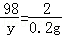 98/y = 2/0.2g